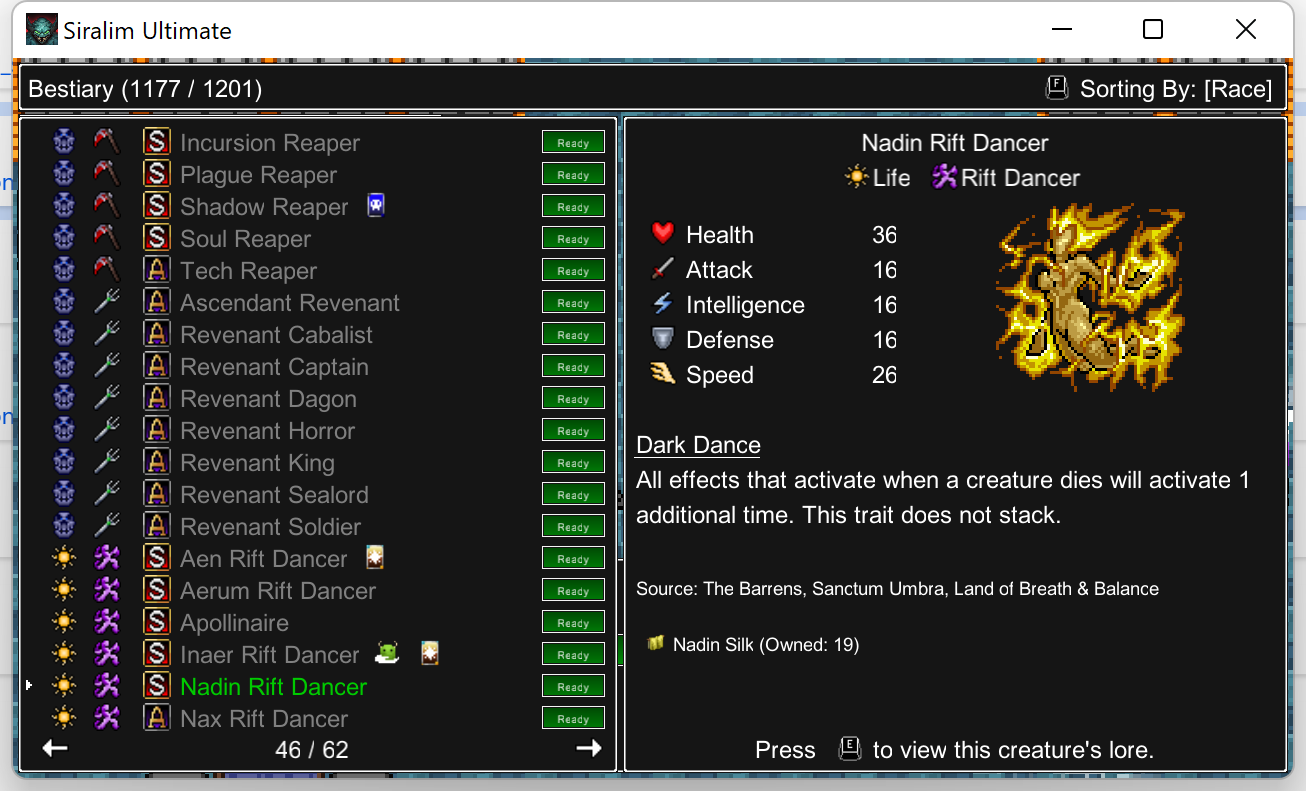 Siralim Ultimate
Bestiary (1177 / 1201)
F Sorting By: [Race]
S Incursion Reaper Ready
S Plague Reaper Ready
S Shadow Reaper Ready
S Soul Reaper Ready
A Tech Reaper Ready
A Ascendant Revenant Ready
A Revenant Cabalist Ready
A Revenant Captain Ready
A Revenant Dagon Ready
A Revenant Horror Ready
A Revenant King Ready
A Revenant Sealord Ready
A Revenant Soldier Ready
S Aen Rift Dancer Ready
S Aerum Rift Dancer Ready
S Apollinaire Ready
S Inaer Rift Dancer Ready
S Nadin Rift Dancer Ready
A Nax Rift Dancer Ready
46 / 62
Nadin Rift Dancer
Life Rift Dancer
Health 36
Attack 16
Intelligence 16
Defense 16
Speed 26
Dark Dance
All effects that activate when a creature dies will activate 1
additional time. This trait does not stack.
Source: The Barrens, Sanctum Umbra, Land of Breath & Balance
Nadin Silk (Owned: 19)
Press E to view this creature's lore.